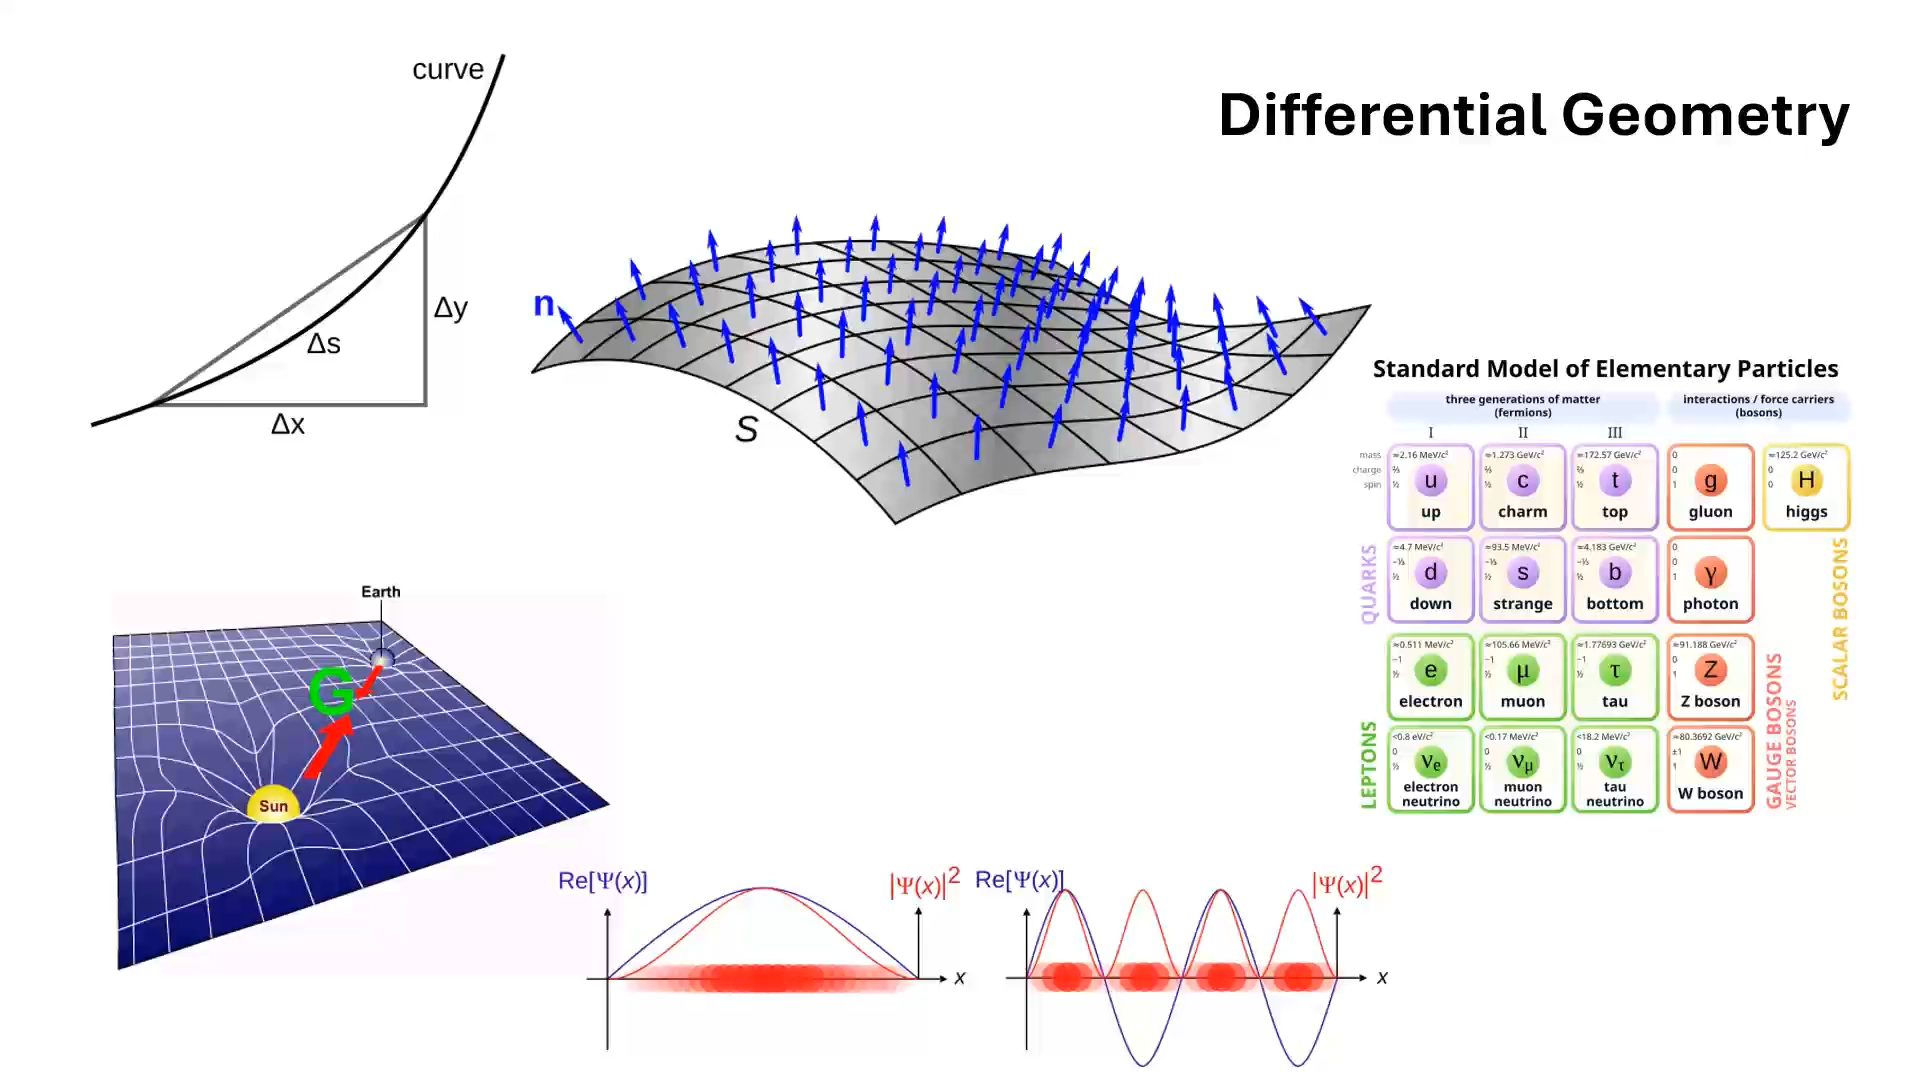 Differential Geometry
curve
Δy
Δs
Δx
n
S
Standard Model of Elementary Particles
three generations of matter
(fermions)
interactions / force carriers
(bosons)
I II III
mass
charge
spin
≈2.16 MeV/c²
⅔
½
u
up
≈1.273 GeV/c²
⅔
½
c
charm
≈172.57 GeV/c²
⅔
½
t
top
0
0
1
g
gluon
≈125.2 GeV/c²
0
0
H
higgs
QUARKS
≈4.7 MeV/c²
−⅓
½
d
down
≈93.5 MeV/c²
−⅓
½
s
strange
≈4.183 GeV/c²
−⅓
½
b
bottom
0
0
1
γ
photon
SCALAR BOSONS
LEPTONS
≈0.511 MeV/c²
−1
½
e
electron
≈105.66 MeV/c²
−1
½
μ
muon
≈1.77693 GeV/c²
−1
½
τ
tau
≈91.188 GeV/c²
0
1
Z
Z boson
<0.8 eV/c²
0
½
νe
electron
neutrino
<0.17 MeV/c²
0
½
νμ
muon
neutrino
<18.2 MeV/c²
0
½
ντ
tau
neutrino
≈80.3692 GeV/c²
±1
1
W
W boson
GAUGE BOSONS
VECTOR BOSONS
Earth
G
Sun
Re[Ψ(x)]
|Ψ(x)|²
x
Re[Ψ(x)]
|Ψ(x)|²
x